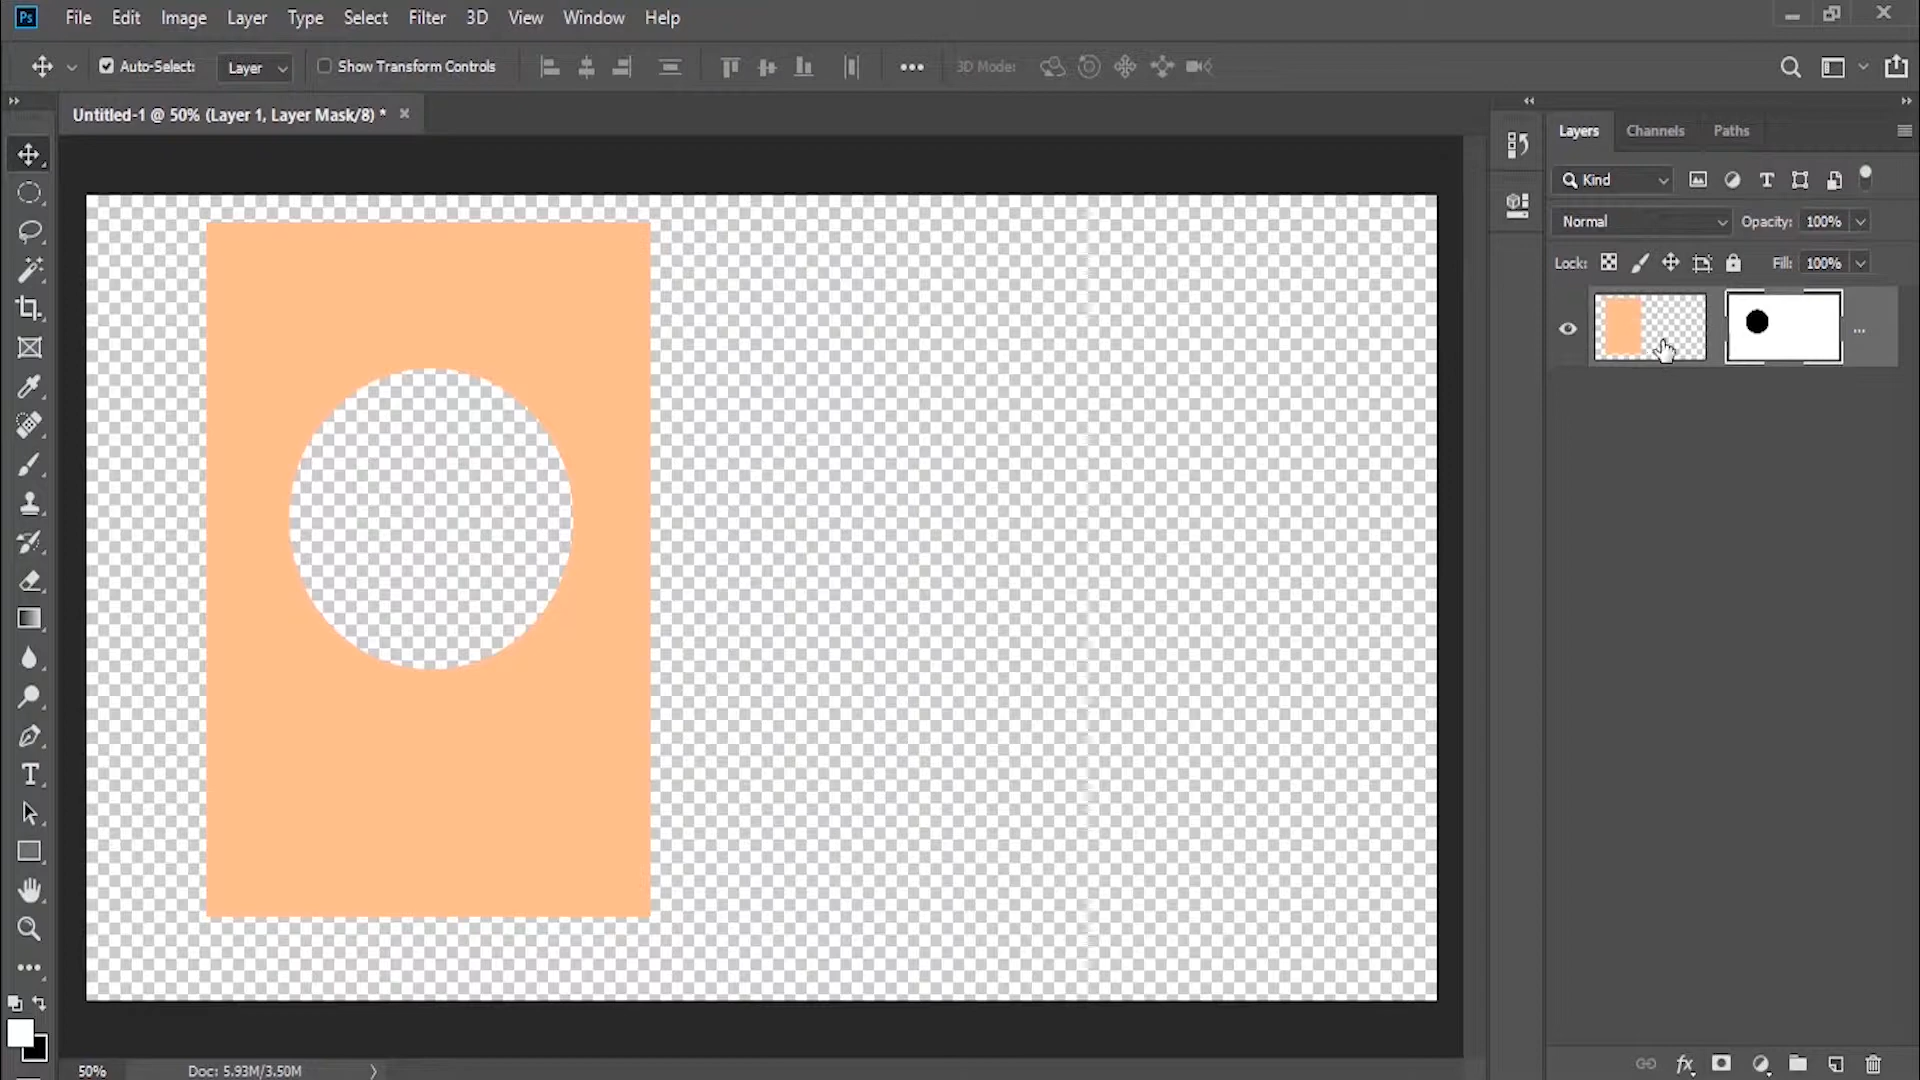 Ps File Edit Image Layer Type Select Filter 3D View Window Help
Auto-Select: Layer Show Transform Controls 3D Mode:
Untitled-1 @ 50% (Layer 1, Layer Mask/8) *
Layers Channels Paths
Kind
Normal Opacity: 100%
Lock: Fill: 100%
50% Doc: 5.93M/3.50M